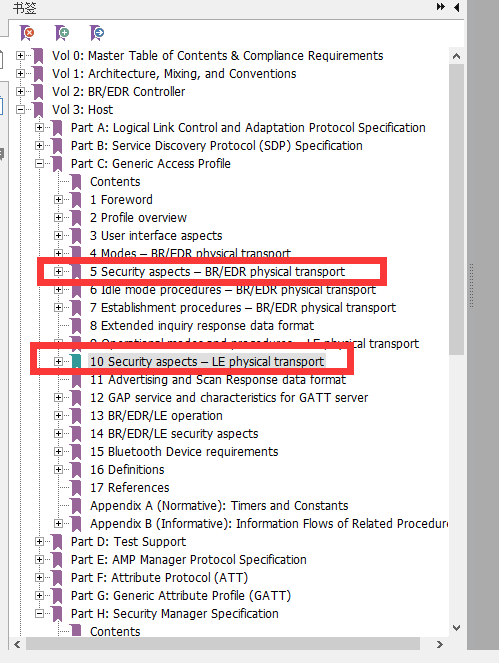 书签
Vol 0: Master Table of Contents & Compliance Requirements
Vol 1: Architecture, Mixing, and Conventions
Vol 2: BR/EDR Controller
Vol 3: Host
Part A: Logical Link Control and Adaptation Protocol Specification
Part B: Service Discovery Protocol (SDP) Specification
Part C: Generic Access Profile
Contents
1 Foreword
2 Profile overview
3 User interface aspects
4 Modes – BR/EDR physical transport
5 Security aspects – BR/EDR physical transport
6 Idle mode procedures – BR/EDR physical transport
7 Establishment procedures – BR/EDR physical transport
8 Extended inquiry response data format
9 Operational modes and procedures – LE physical transport
10 Security aspects – LE physical transport
11 Advertising and Scan Response data format
12 GAP service and characteristics for GATT server
13 BR/EDR/LE operation
14 BR/EDR/LE security aspects
15 Bluetooth Device requirements
16 Definitions
17 References
Appendix A (Normative): Timers and Constants
Appendix B (Informative): Information Flows of Related Procedure
Part D: Test Support
Part E: AMP Manager Protocol Specification
Part F: Attribute Protocol (ATT)
Part G: Generic Attribute Profile (GATT)
Part H: Security Manager Specification
Contents